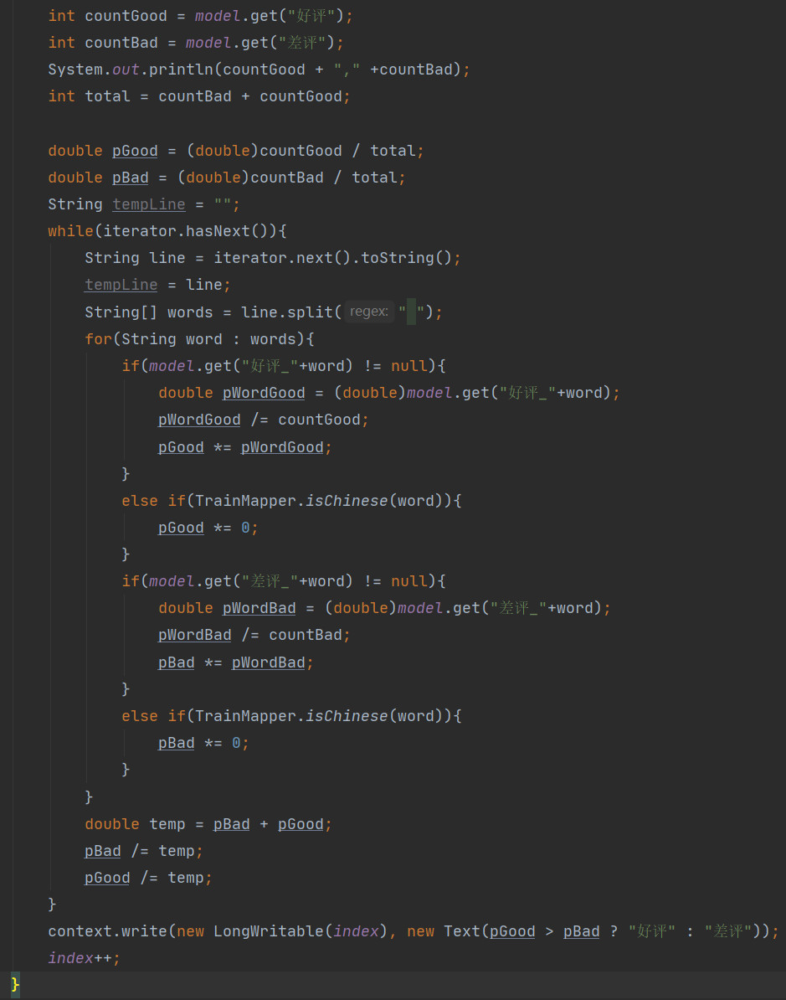 int countGood = model.get("好评");
int countBad = model.get("差评");
System.out.println(countGood + "," +countBad);
int total = countBad + countGood;
double pGood = (double)countGood / total;
double pBad = (double)countBad / total;
String tempLine = "";
while(iterator.hasNext()){
String line = iterator.next().toString();
tempLine = line;
String[] words = line.split( regex: " ");
for(String word : words){
if(model.get("好评_"+word) != null){
double pWordGood = (double)model.get("好评_"+word);
pWordGood /= countGood;
pGood *= pWordGood;
}
else if(TrainMapper.isChinese(word)){
pGood *= 0;
}
if(model.get("差评_"+word) != null){
double pWordBad = (double)model.get("差评_"+word);
pWordBad /= countBad;
pBad *= pWordBad;
}
else if(TrainMapper.isChinese(word)){
pBad *= 0;
}
}
double temp = pBad + pGood;
pBad /= temp;
pGood /= temp;
}
context.write(new LongWritable(index), new Text(pGood > pBad ? "好评" : "差评"));
index++;
}